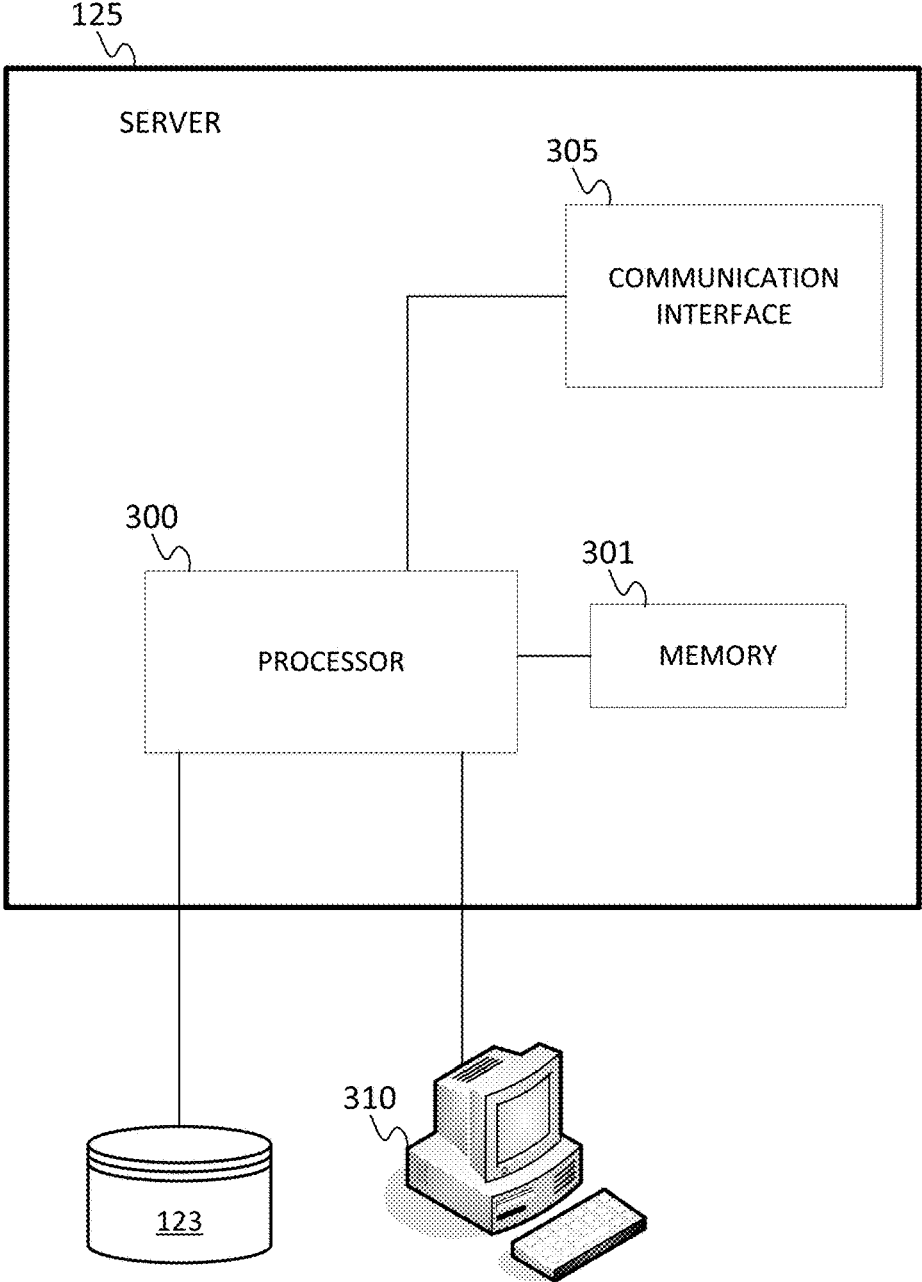 125
SERVER
305
COMMUNICATION
INTERFACE
300
301
PROCESSOR
MEMORY
310
123